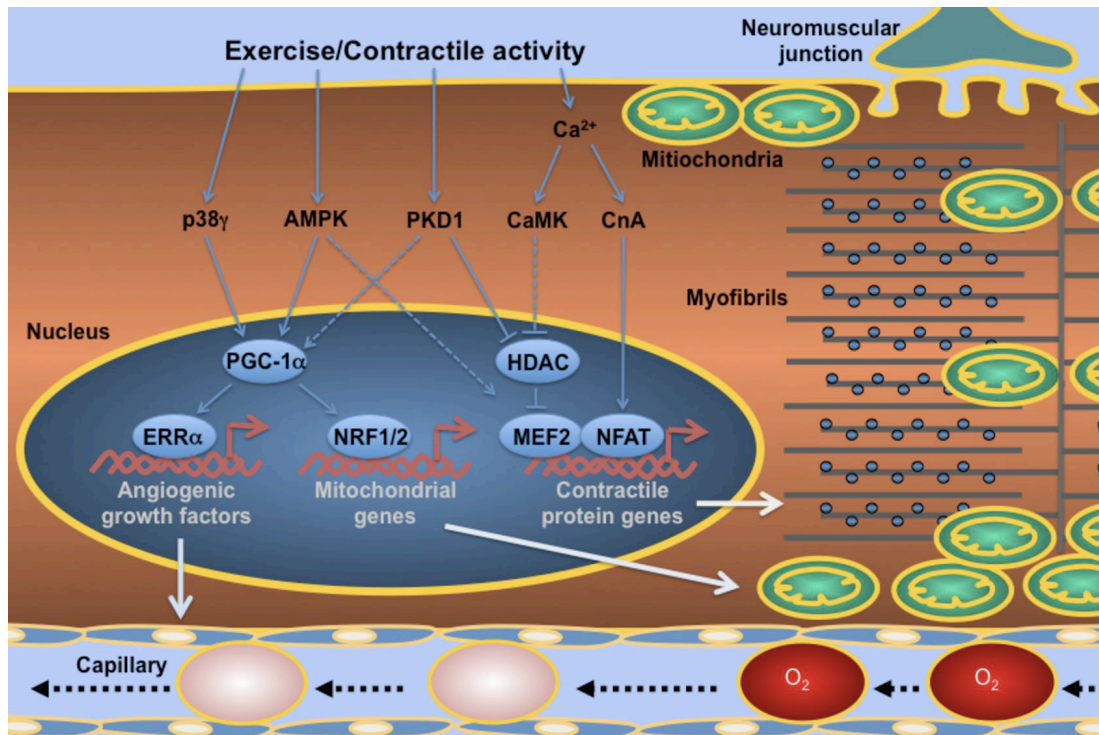 Exercise/Contractile activity
Neuromuscular
junction
Ca²⁺
Mitiochondria
p38γ
AMPK
PKD1
CaMK
CnA
Myofibrils
Nucleus
PGC-1α
HDAC
ERRα
NRF1/2
MEF2
NFAT
Angiogenic
growth factors
Mitochondrial
genes
Contractile
protein genes
Capillary
O₂
O₂